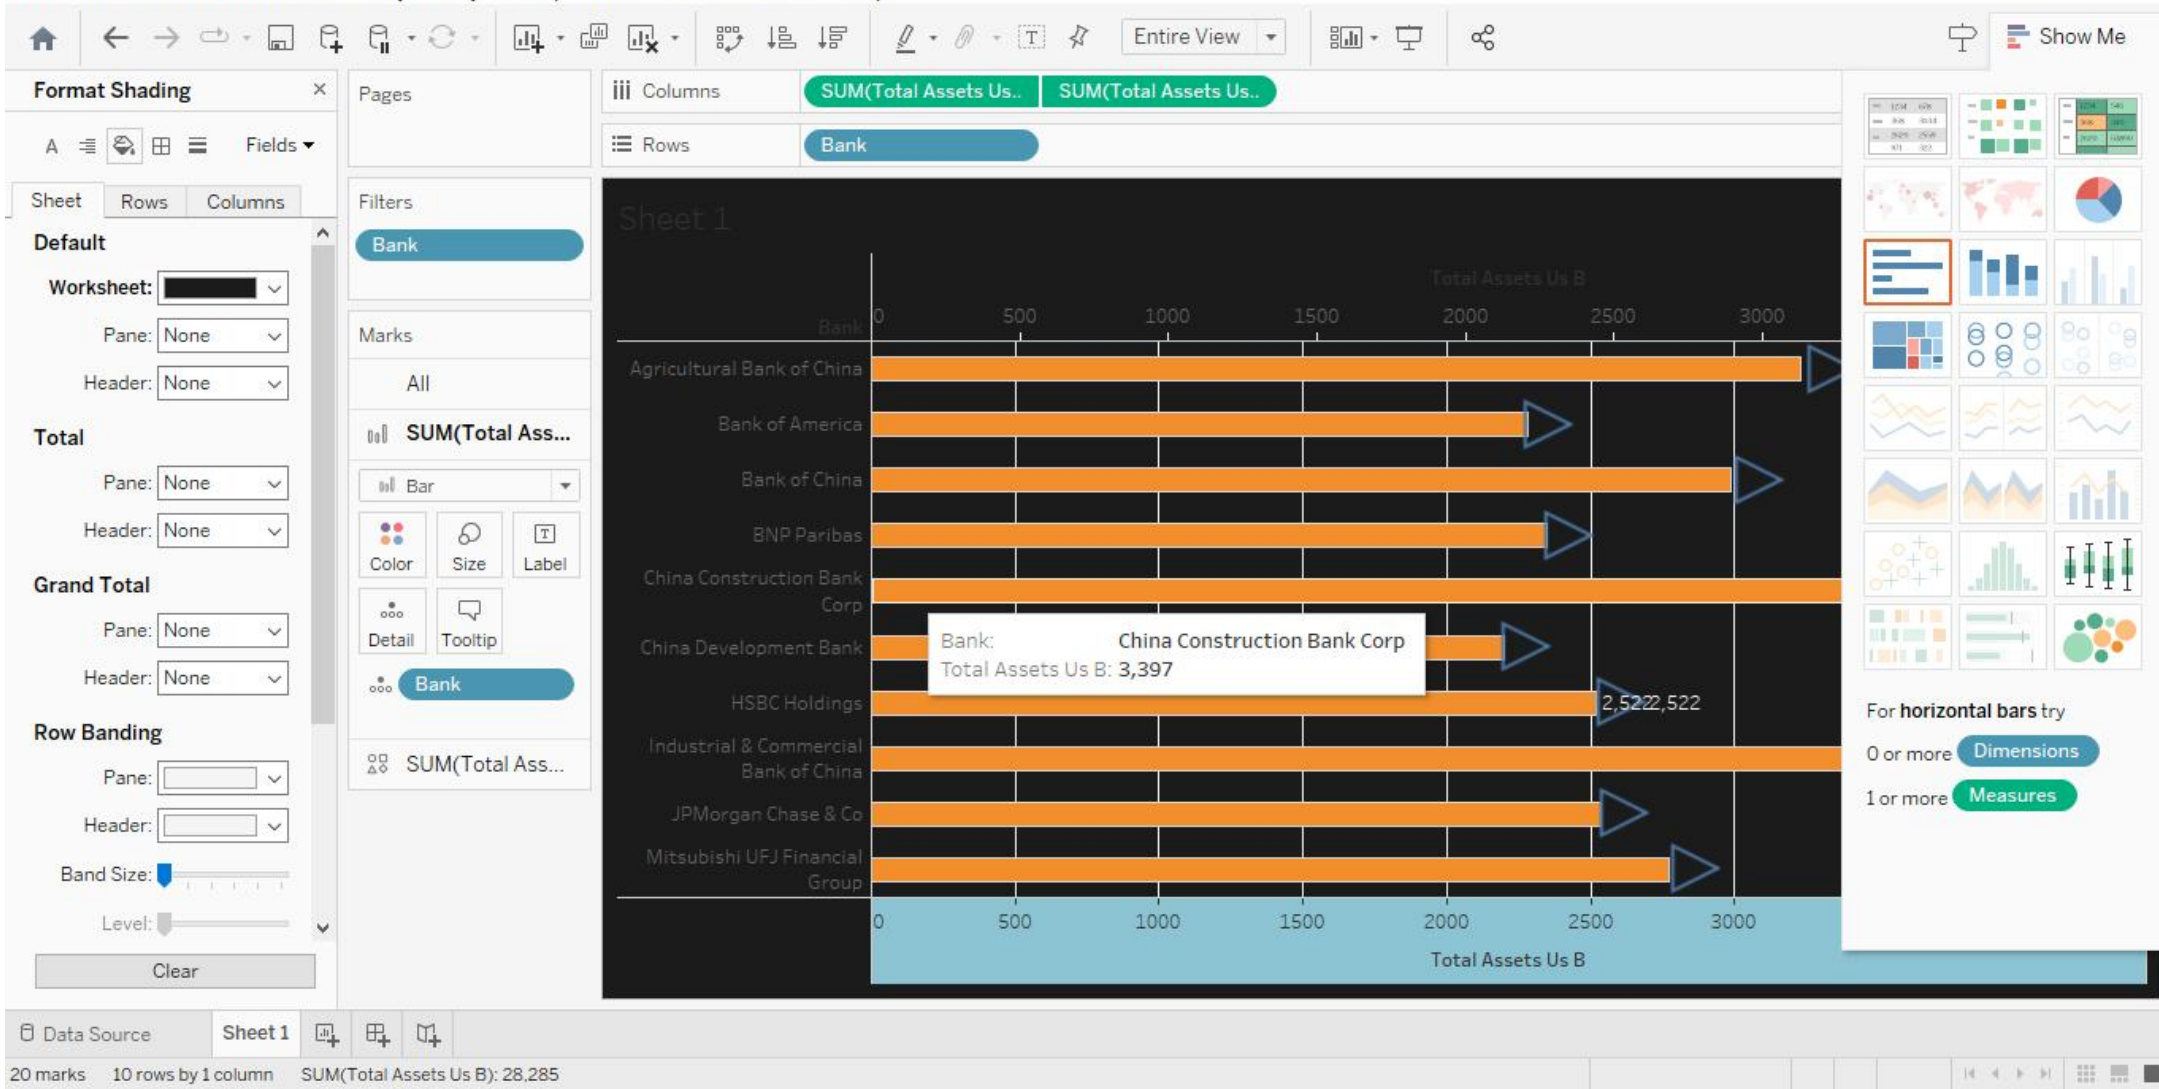 Entire View
Show Me
Format Shading
Fields
Sheet
Rows
Columns
Default
Worksheet:
Pane: None
Header: None
Total
Pane: None
Header: None
Grand Total
Pane: None
Header: None
Row Banding
Pane:
Header:
Band Size:
Level:
Clear
Pages
Filters
Bank
Marks
All
SUM(Total Ass...
Bar
Color
Size
Label
Detail
Tooltip
Bank
SUM(Total Ass...
Columns
SUM(Total Assets Us..
SUM(Total Assets Us..
Rows
Bank
Sheet 1
Total Assets Us B
Bank
0 500 1000 1500 2000 2500 3000
Agricultural Bank of China
Bank of America
Bank of China
BNP Paribas
China Construction Bank
Corp
China Development Bank
HSBC Holdings
2,522
2,522
Industrial & Commercial
Bank of China
JPMorgan Chase & Co
Mitsubishi UFJ Financial
Group
0 500 1000 1500 2000 2500 3000
Total Assets Us B
Bank: China Construction Bank Corp
Total Assets Us B: 3,397
For horizontal bars try
0 or more Dimensions
1 or more Measures
Data Source
Sheet 1
20 marks 10 rows by 1 column SUM(Total Assets Us B): 28,285